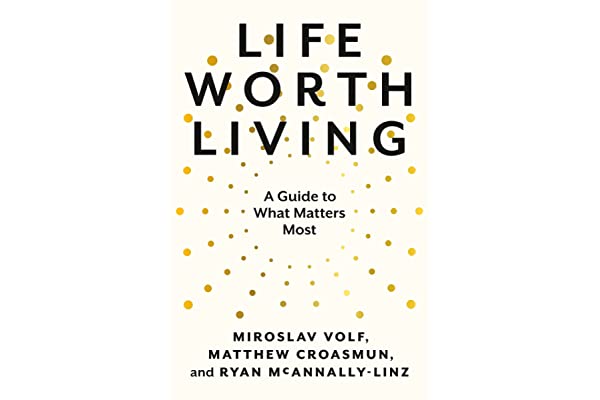 LIFE
WORTH
LIVING
A Guide to
What Matters
Most
MIROSLAV VOLF,
MATTHEW CROASMUN,
and RYAN McANNALLY-LINZ